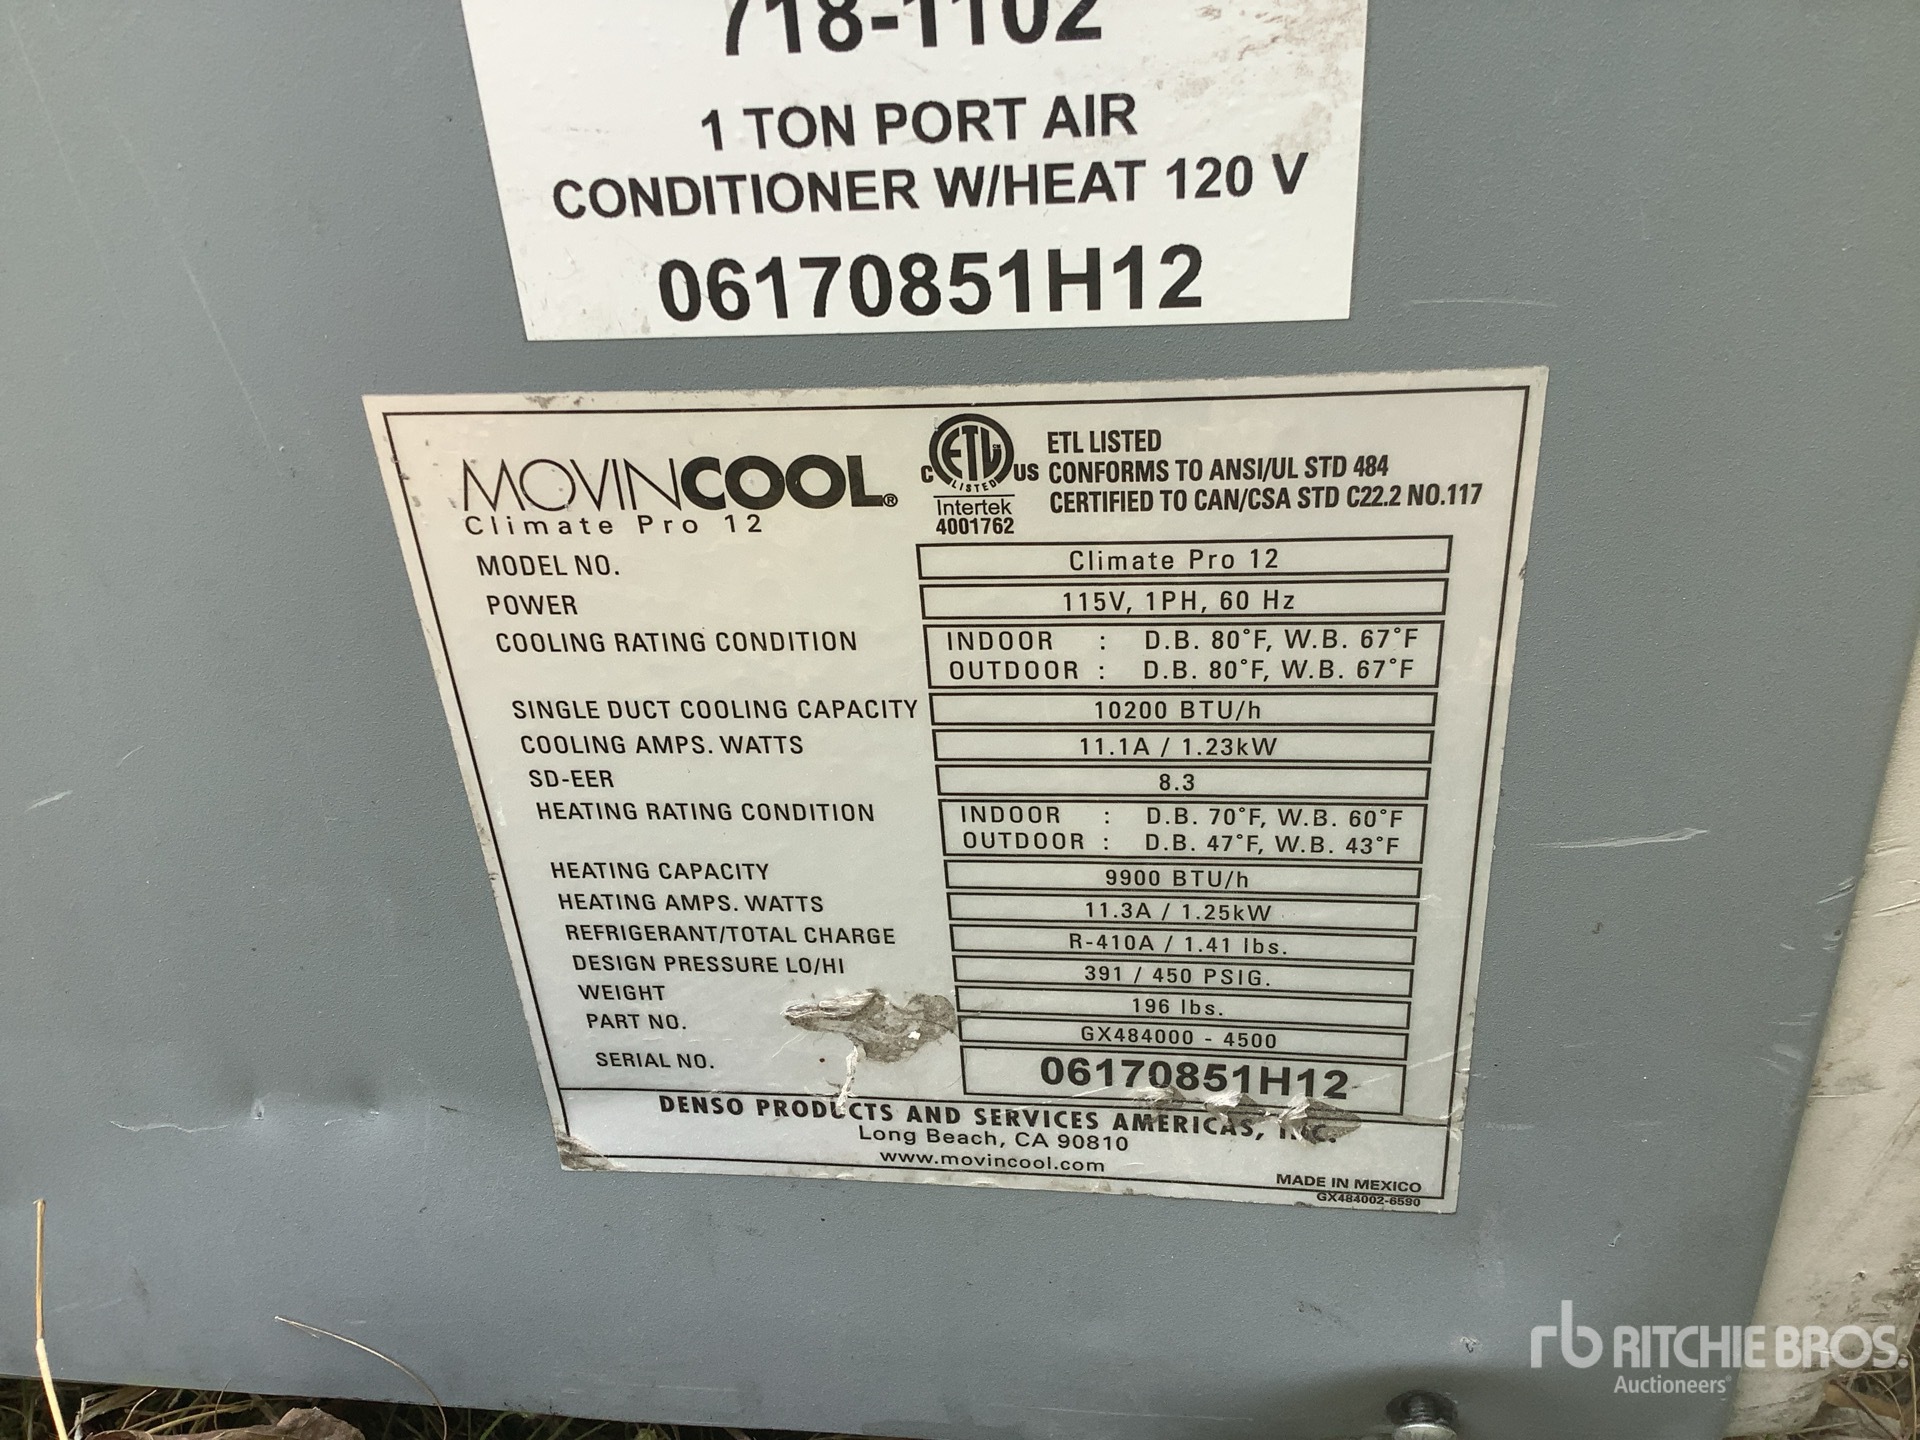 718-1102
1 TON PORT AIR
CONDITIONER W/HEAT 120 V
06170851H12
MOVINCOOL®
Climate Pro 12
C ETL CM US
LISTED
Intertek
4001762
ETL LISTED
CONFORMS TO ANSI/UL STD 484
CERTIFIED TO CAN/CSA STD C22.2 NO.117
MODEL NO. Climate Pro 12
POWER 115V, 1PH, 60 Hz
COOLING RATING CONDITION INDOOR : D.B. 80°F, W.B. 67°F
OUTDOOR : D.B. 80°F, W.B. 67°F
SINGLE DUCT COOLING CAPACITY 10200 BTU/h
COOLING AMPS. WATTS 11.1A / 1.23kW
SD-EER 8.3
HEATING RATING CONDITION INDOOR : D.B. 70°F, W.B. 60°F
OUTDOOR : D.B. 47°F, W.B. 43°F
HEATING CAPACITY 9900 BTU/h
HEATING AMPS. WATTS 11.3A / 1.25kW
REFRIGERANT/TOTAL CHARGE R-410A / 1.41 lbs.
DESIGN PRESSURE LO/HI 391 / 450 PSIG.
WEIGHT 196 lbs.
PART NO. GX484000 - 4500
SERIAL NO. 06170851H12
DENSO PRODUCTS AND SERVICES AMERICAS, INC.
Long Beach, CA 90810
www.movincool.com
MADE IN MEXICO
GX484002-6590
rb RITCHIE BROS.
Auctioneers